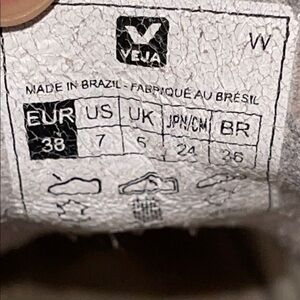 W
VEJA
MADE IN BRAZIL - FABRIQUÉ AU BRÉSIL
EUR US UK JPN/CM BR
38 7 5 24 36